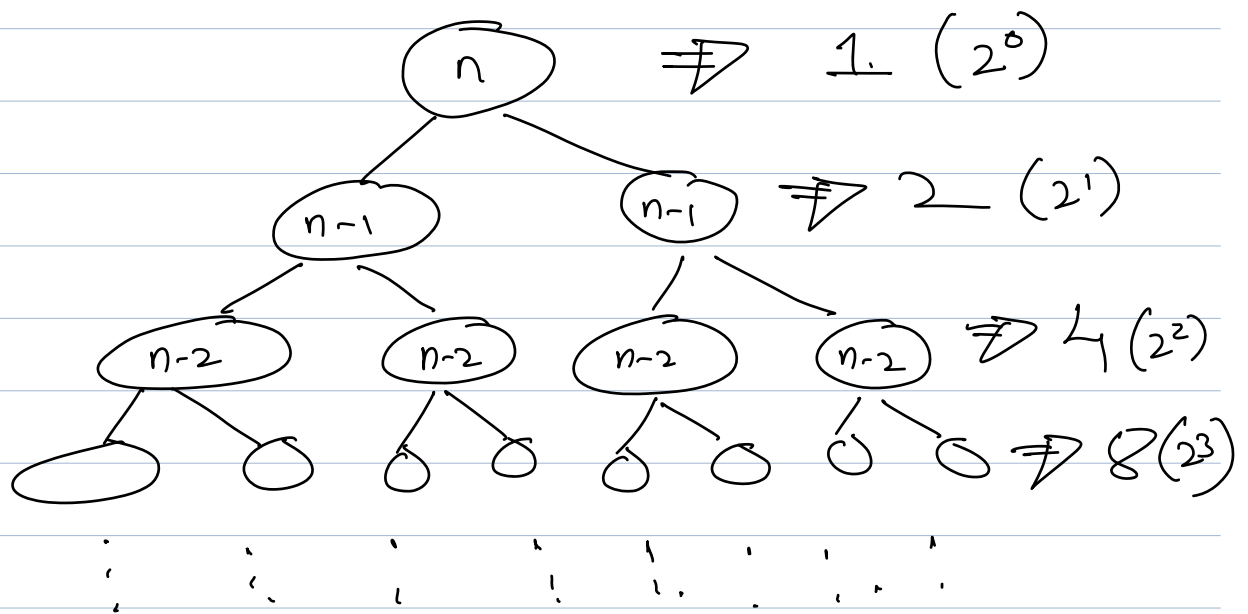 n ⇒ 1. (2⁰)
n-1 n-1 ⇒ 2 (2¹)
n-2 n-2 n-2 n-2 ⇒ 4 (2²)
⇒ 8 (2³)